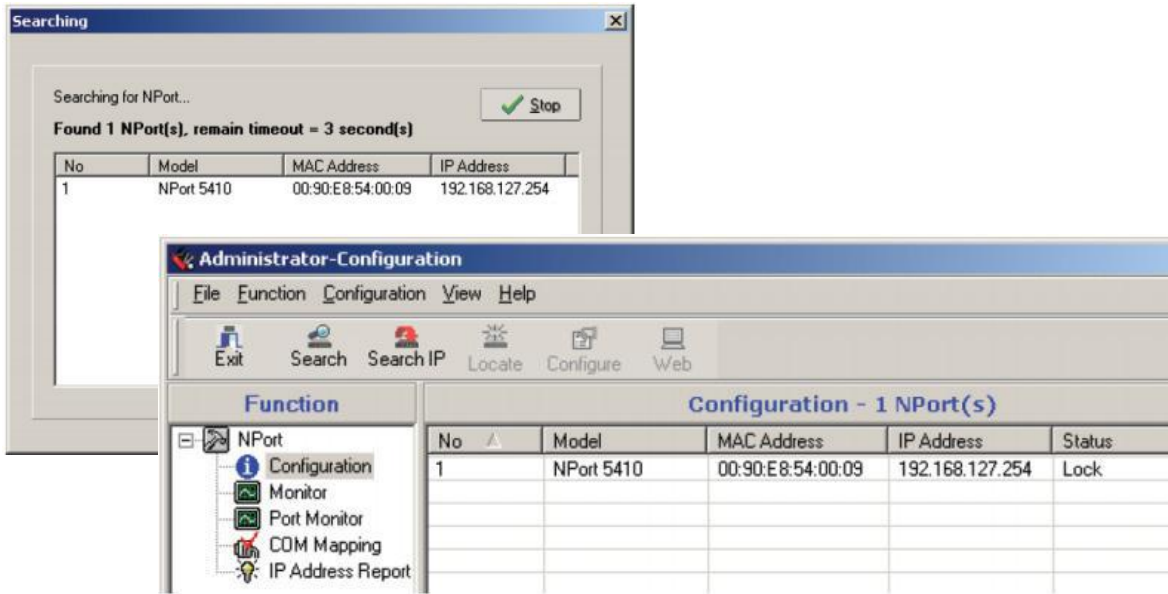 Searching
Searching for NPort...
Stop
Found 1 NPort(s), remain timeout = 3 second(s)
No Model MAC Address IP Address
1 NPort 5410 00:90:E8:54:00:09 192.168.127.254
Administrator-Configuration
File Function Configuration View Help
Exit Search Search IP Locate Configure Web
Function
NPort
Configuration
Monitor
Port Monitor
COM Mapping
IP Address Report
Configuration - 1 NPort(s)
No Model MAC Address IP Address Status
1 NPort 5410 00:90:E8:54:00:09 192.168.127.254 Lock